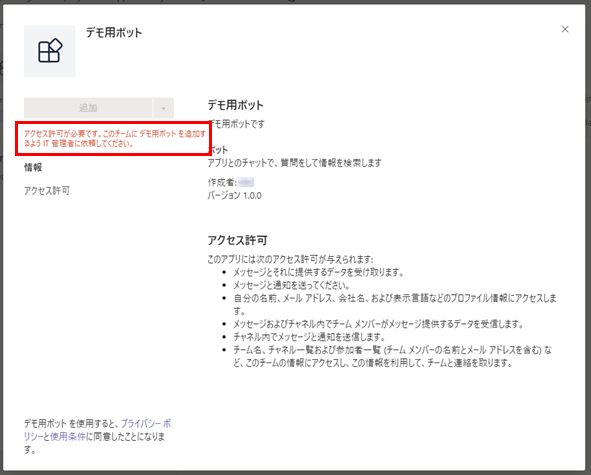 デモ用ボット
追加
アクセス許可が必要です。このチームに デモ用ボット を追加す
るよう IT 管理者に依頼してください。
情報
アクセス許可
デモ用ボット
デモ用ボットです
ボット
アプリとのチャットで、質問をして情報を検索します
作成者:
バージョン 1.0.0
アクセス許可
このアプリには次のアクセス許可が与えられます:
• メッセージとそれに提供するデータを受け取ります。
• メッセージと通知を送ってください。
• 自分の名前、メール アドレス、会社名、および表示言語などのプロファイル情報にアクセスしま
す。
• メッセージおよびチャネル内でチーム メンバーがメッセージ提供するデータを受信します。
• チャネル内でメッセージと通知を送信します。
• チーム名、チャネル一覧および参加者一覧 (チーム メンバーの名前とメール アドレスを含む) な
ど、このチームの情報にアクセスし、この情報を利用して、チームと連絡を取ります。
デモ用ボット を使用すると、プライバシー ポ
リシーと使用条件に同意したことになりま
す。